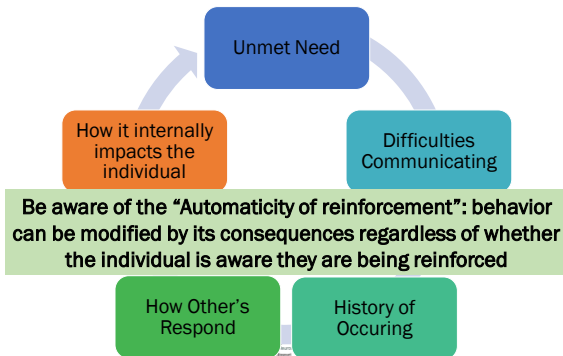 Unmet Need
How it internally
impacts the
individual
Difficulties
Communicating
Be aware of the “Automaticity of reinforcement”: behavior
can be modified by its consequences regardless of whether
the individual is aware they are being reinforced
How Other’s
Respond
History of
Occuring